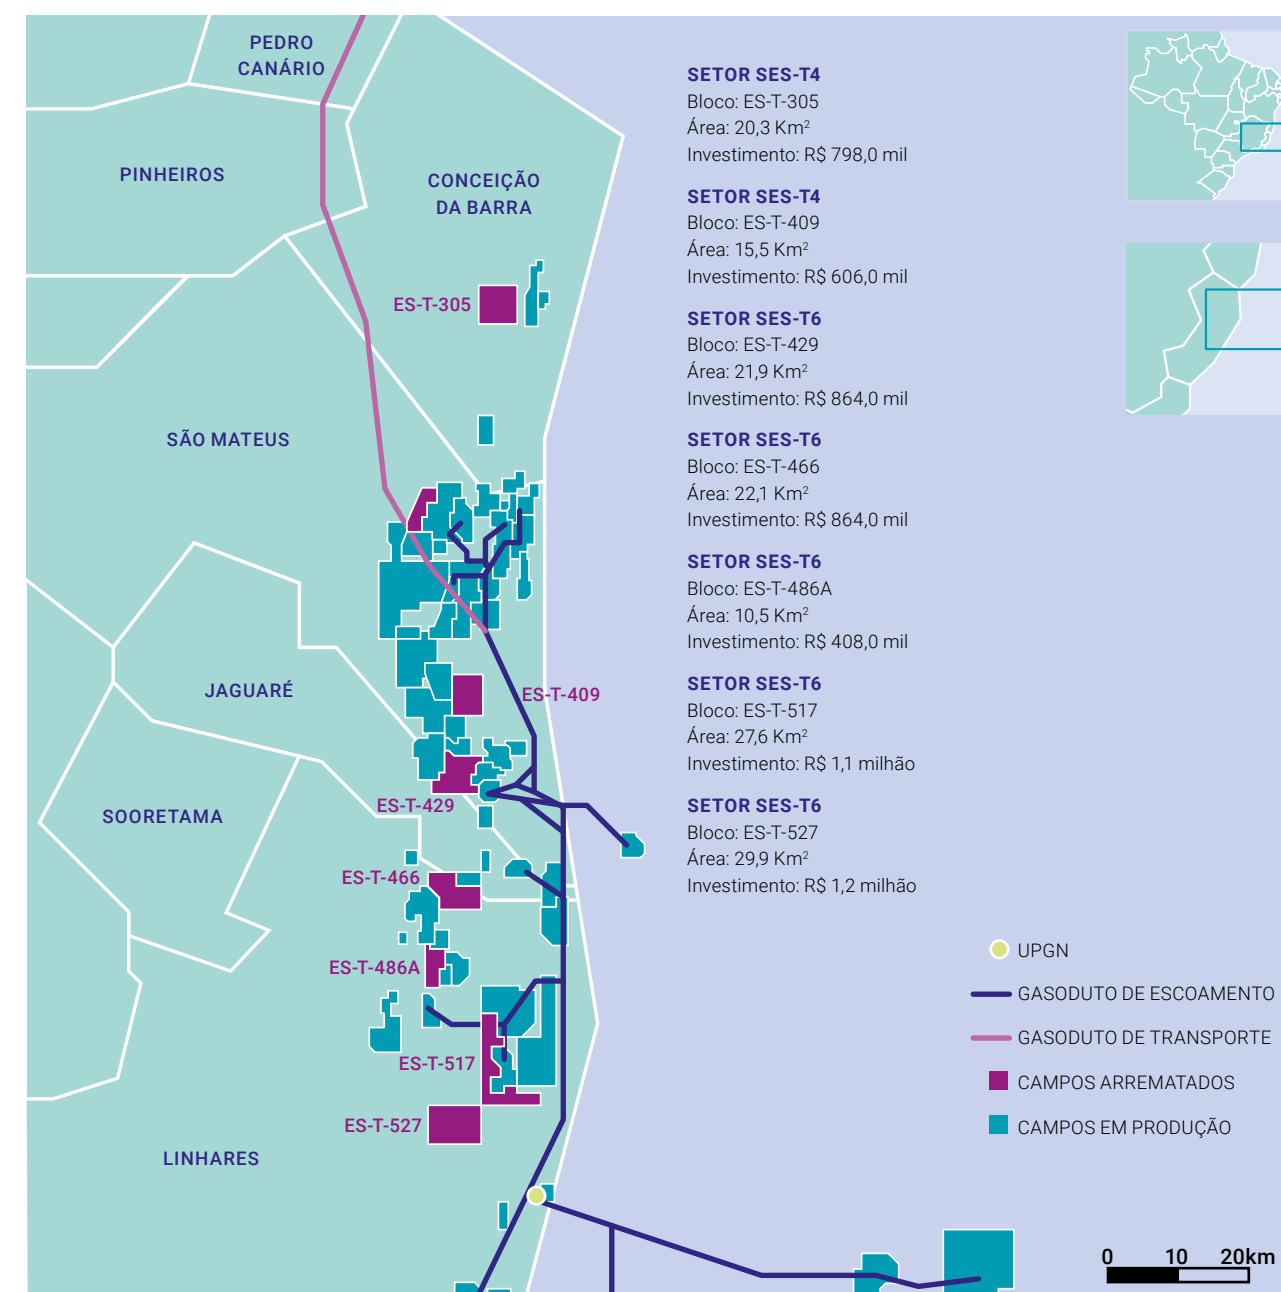 PEDRO
CANÁRIO
PINHEIROS
CONCEIÇÃO
DA BARRA
ES-T-305
SÃO MATEUS
JAGUARÉ
ES-T-409
SOORETAMA
ES-T-429
ES-T-466
ES-T-486A
ES-T-517
ES-T-527
LINHARES
SETOR SES-T4
Bloco: ES-T-305
Área: 20,3 Km²
Investimento: R$ 798,0 mil
SETOR SES-T4
Bloco: ES-T-409
Área: 15,5 Km²
Investimento: R$ 606,0 mil
SETOR SES-T6
Bloco: ES-T-429
Área: 21,9 Km²
Investimento: R$ 864,0 mil
SETOR SES-T6
Bloco: ES-T-466
Área: 22,1 Km²
Investimento: R$ 864,0 mil
SETOR SES-T6
Bloco: ES-T-486A
Área: 10,5 Km²
Investimento: R$ 408,0 mil
SETOR SES-T6
Bloco: ES-T-517
Área: 27,6 Km²
Investimento: R$ 1,1 milhão
SETOR SES-T6
Bloco: ES-T-527
Área: 29,9 Km²
Investimento: R$ 1,2 milhão
UPGN
GASODUTO DE ESCOAMENTO
GASODUTO DE TRANSPORTE
CAMPOS ARREMATADOS
CAMPOS EM PRODUÇÃO
0 10 20km